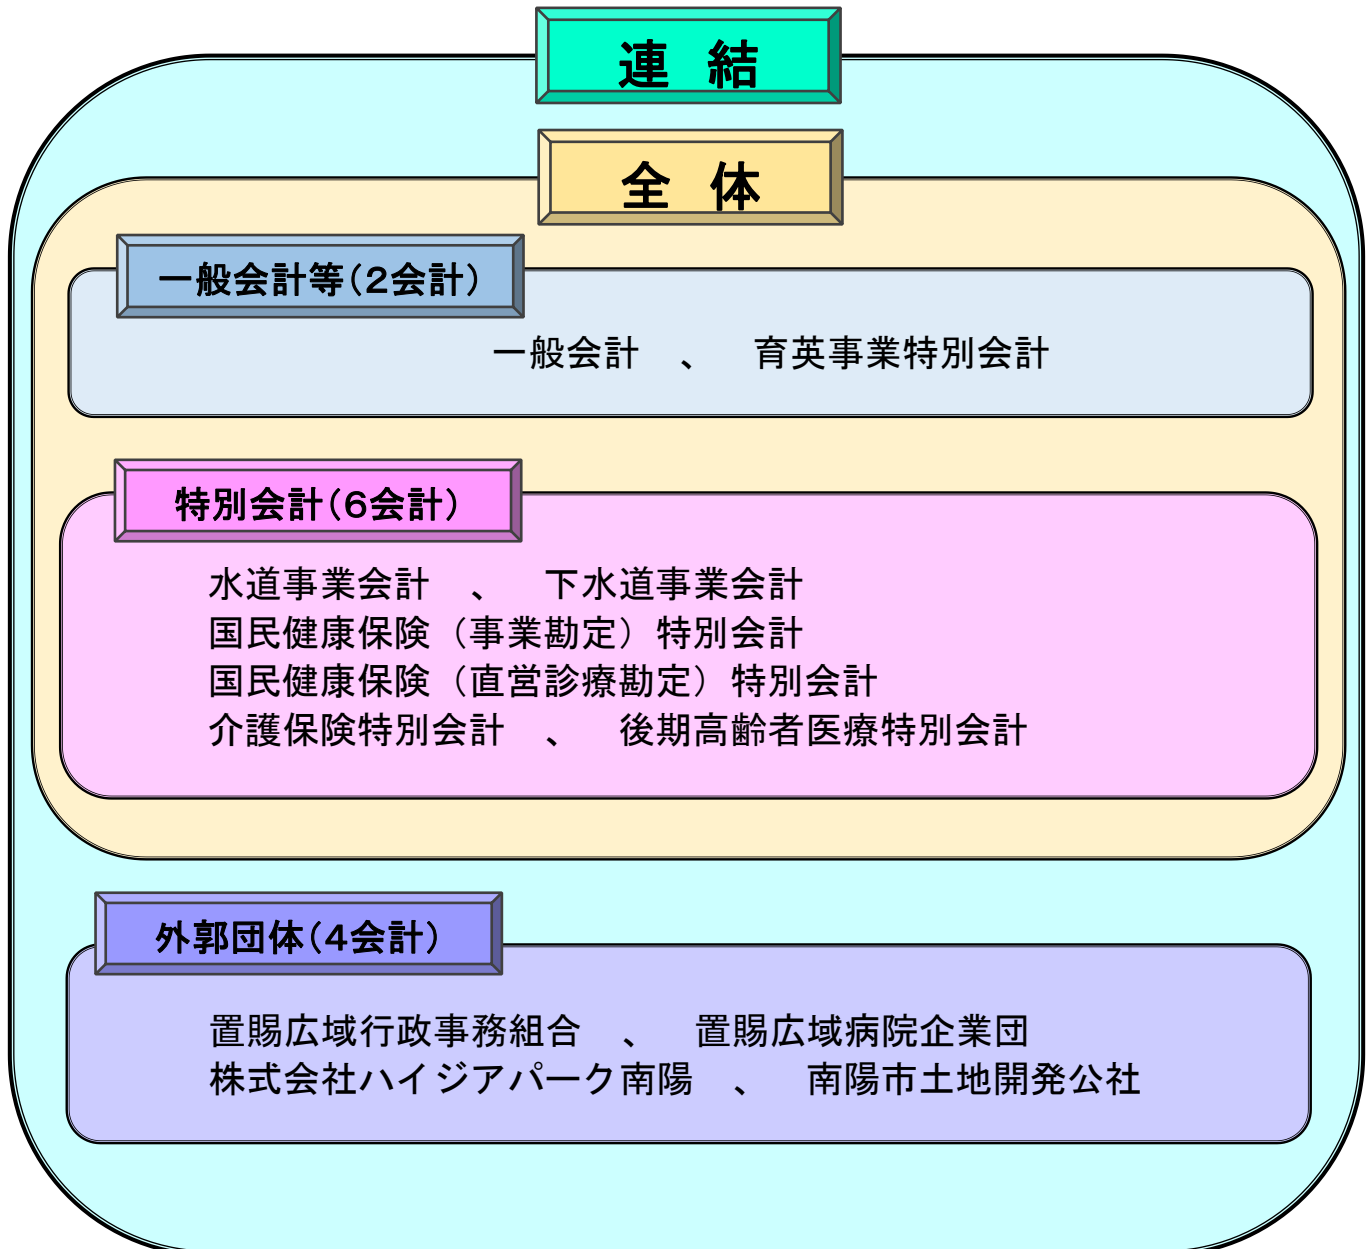 連　結
全　体
一般会計等（２会計）
一般会計　、　育英事業特別会計
特別会計（６会計）
水道事業会計　、　下水道事業会計
国民健康保険（事業勘定）特別会計
国民健康保険（直営診療勘定）特別会計
介護保険特別会計　、　後期高齢者医療特別会計
外郭団体（４会計）
置賜広域行政事務組合　、　置賜広域病院企業団
株式会社ハイジアパーク南陽　、　南陽市土地開発公社